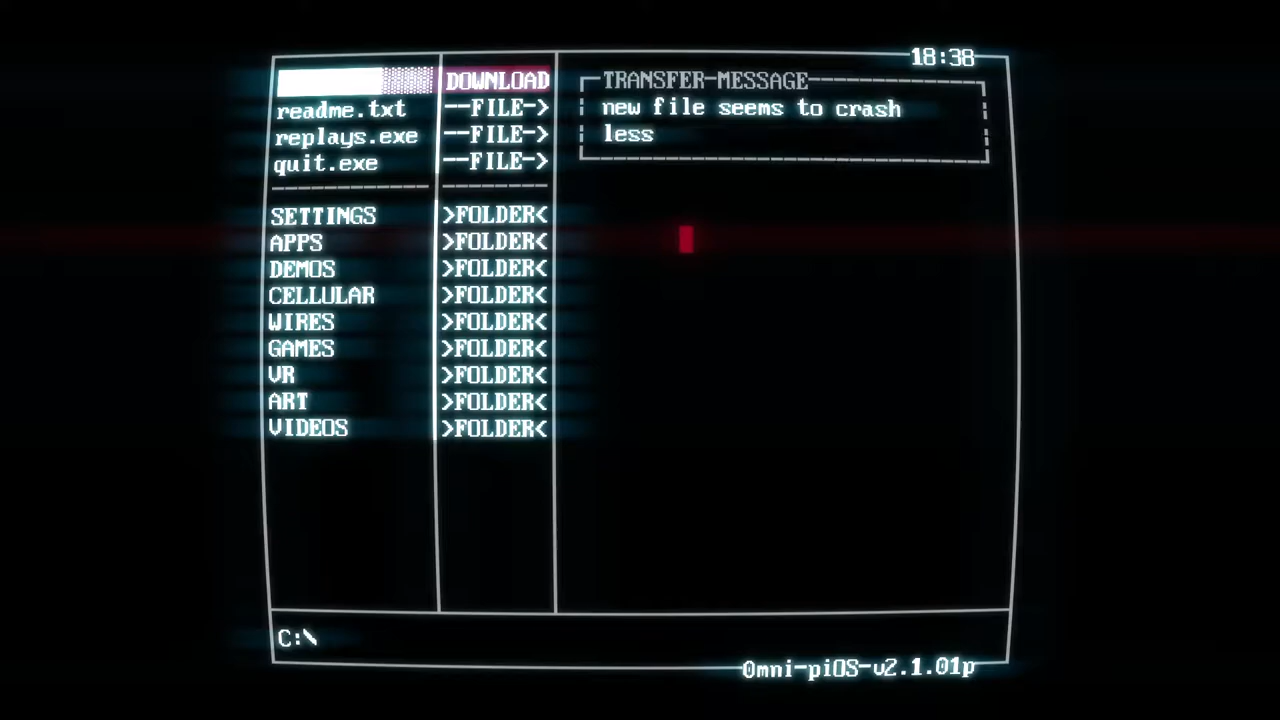 18:38
DOWNLOAD
readme.txt --FILE->
replays.exe --FILE->
quit.exe --FILE->
SETTINGS >FOLDER<
APPS >FOLDER<
DEMOS >FOLDER<
CELLULAR >FOLDER<
WIRES >FOLDER<
GAMES >FOLDER<
VR >FOLDER<
ART >FOLDER<
VIDEOS >FOLDER<
TRANSFER-MESSAGE
new file seems to crash
less
C:\
0mni-piOS-v2.1.01p